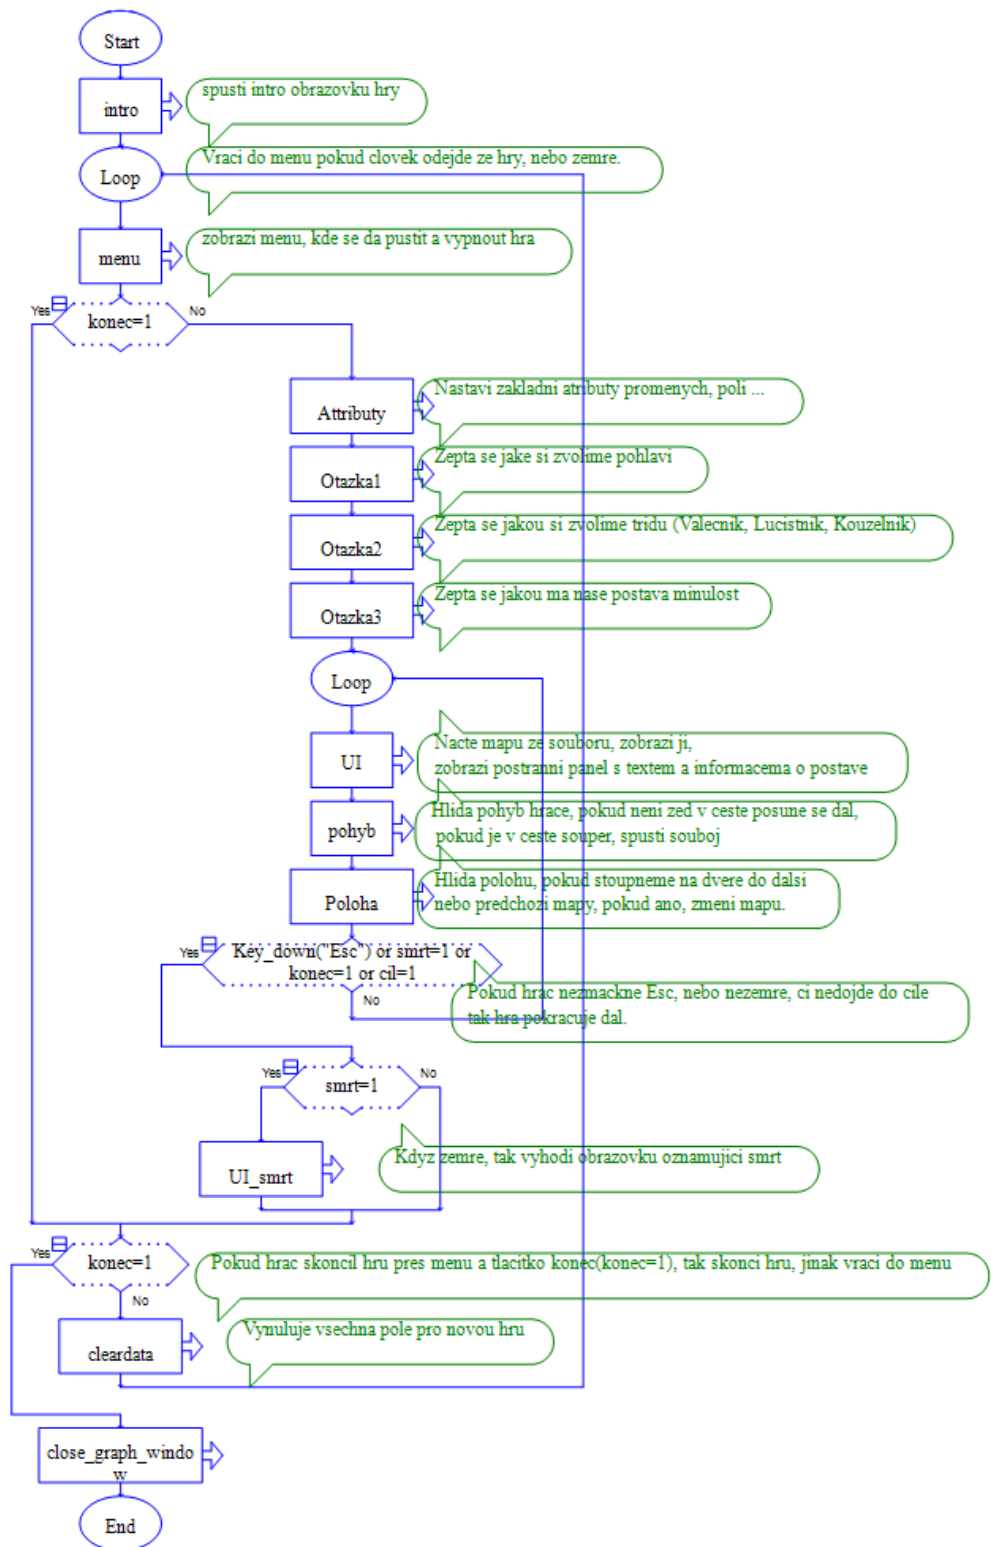 Start
intro
spusti intro obrazovku hry
Loop
Vraci do menu pokud clovek odejde ze hry, nebo zemre.
menu
zobrazi menu, kde se da pustit a vypnout hra
Yes
konec=1
No
Attributy
Nastavi zakladni atributy promenych, poli ...
Otazka1
Zepta se jake si zvolime pohlavi
Otazka2
Zepta se jakou si zvolime tridu (Valecnik, Lucistnik, Kouzelnik)
Otazka3
Zepta se jakou ma nase postava minulost
Loop
UI
Nacte mapu ze souboru, zobrazi ji,
zobrazi postranni panel s textem a informacema o postave
pohyb
Hlida pohyb hrace, pokud neni zed v ceste posune se dal,
pokud je v ceste souper, spusti souboj
Poloha
Hlida polohu, pokud stoupneme na dvere do dalsi
nebo predchozi mapy, pokud ano, zmeni mapu.
Yes
Key_down("Esc") or smrt=1 or
konec=1 or cil=1
No
Pokud hrac nezmackne Esc, nebo nezemre, ci nedojde do cile
tak hra pokracuje dal.
Yes
smrt=1
No
UI_smrt
Kdyz zemre, tak vyhodi obrazovku oznamujici smrt
Yes
konec=1
No
Pokud hrac skoncil hru pres menu a tlacitko konec(konec=1), tak skonci hru, jinak vraci do menu
cleardata
Vynuluje vsechna pole pro novou hru
close_graph_windo
w
End